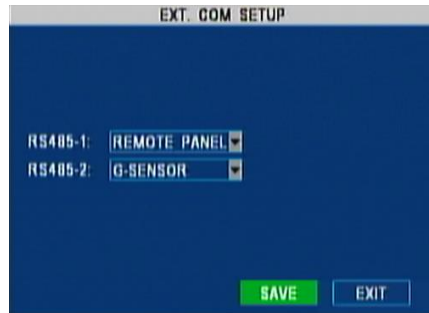 EXT. COM SETUP
RS485-1: REMOTE PANEL
RS485-2: G-SENSOR
SAVE EXIT